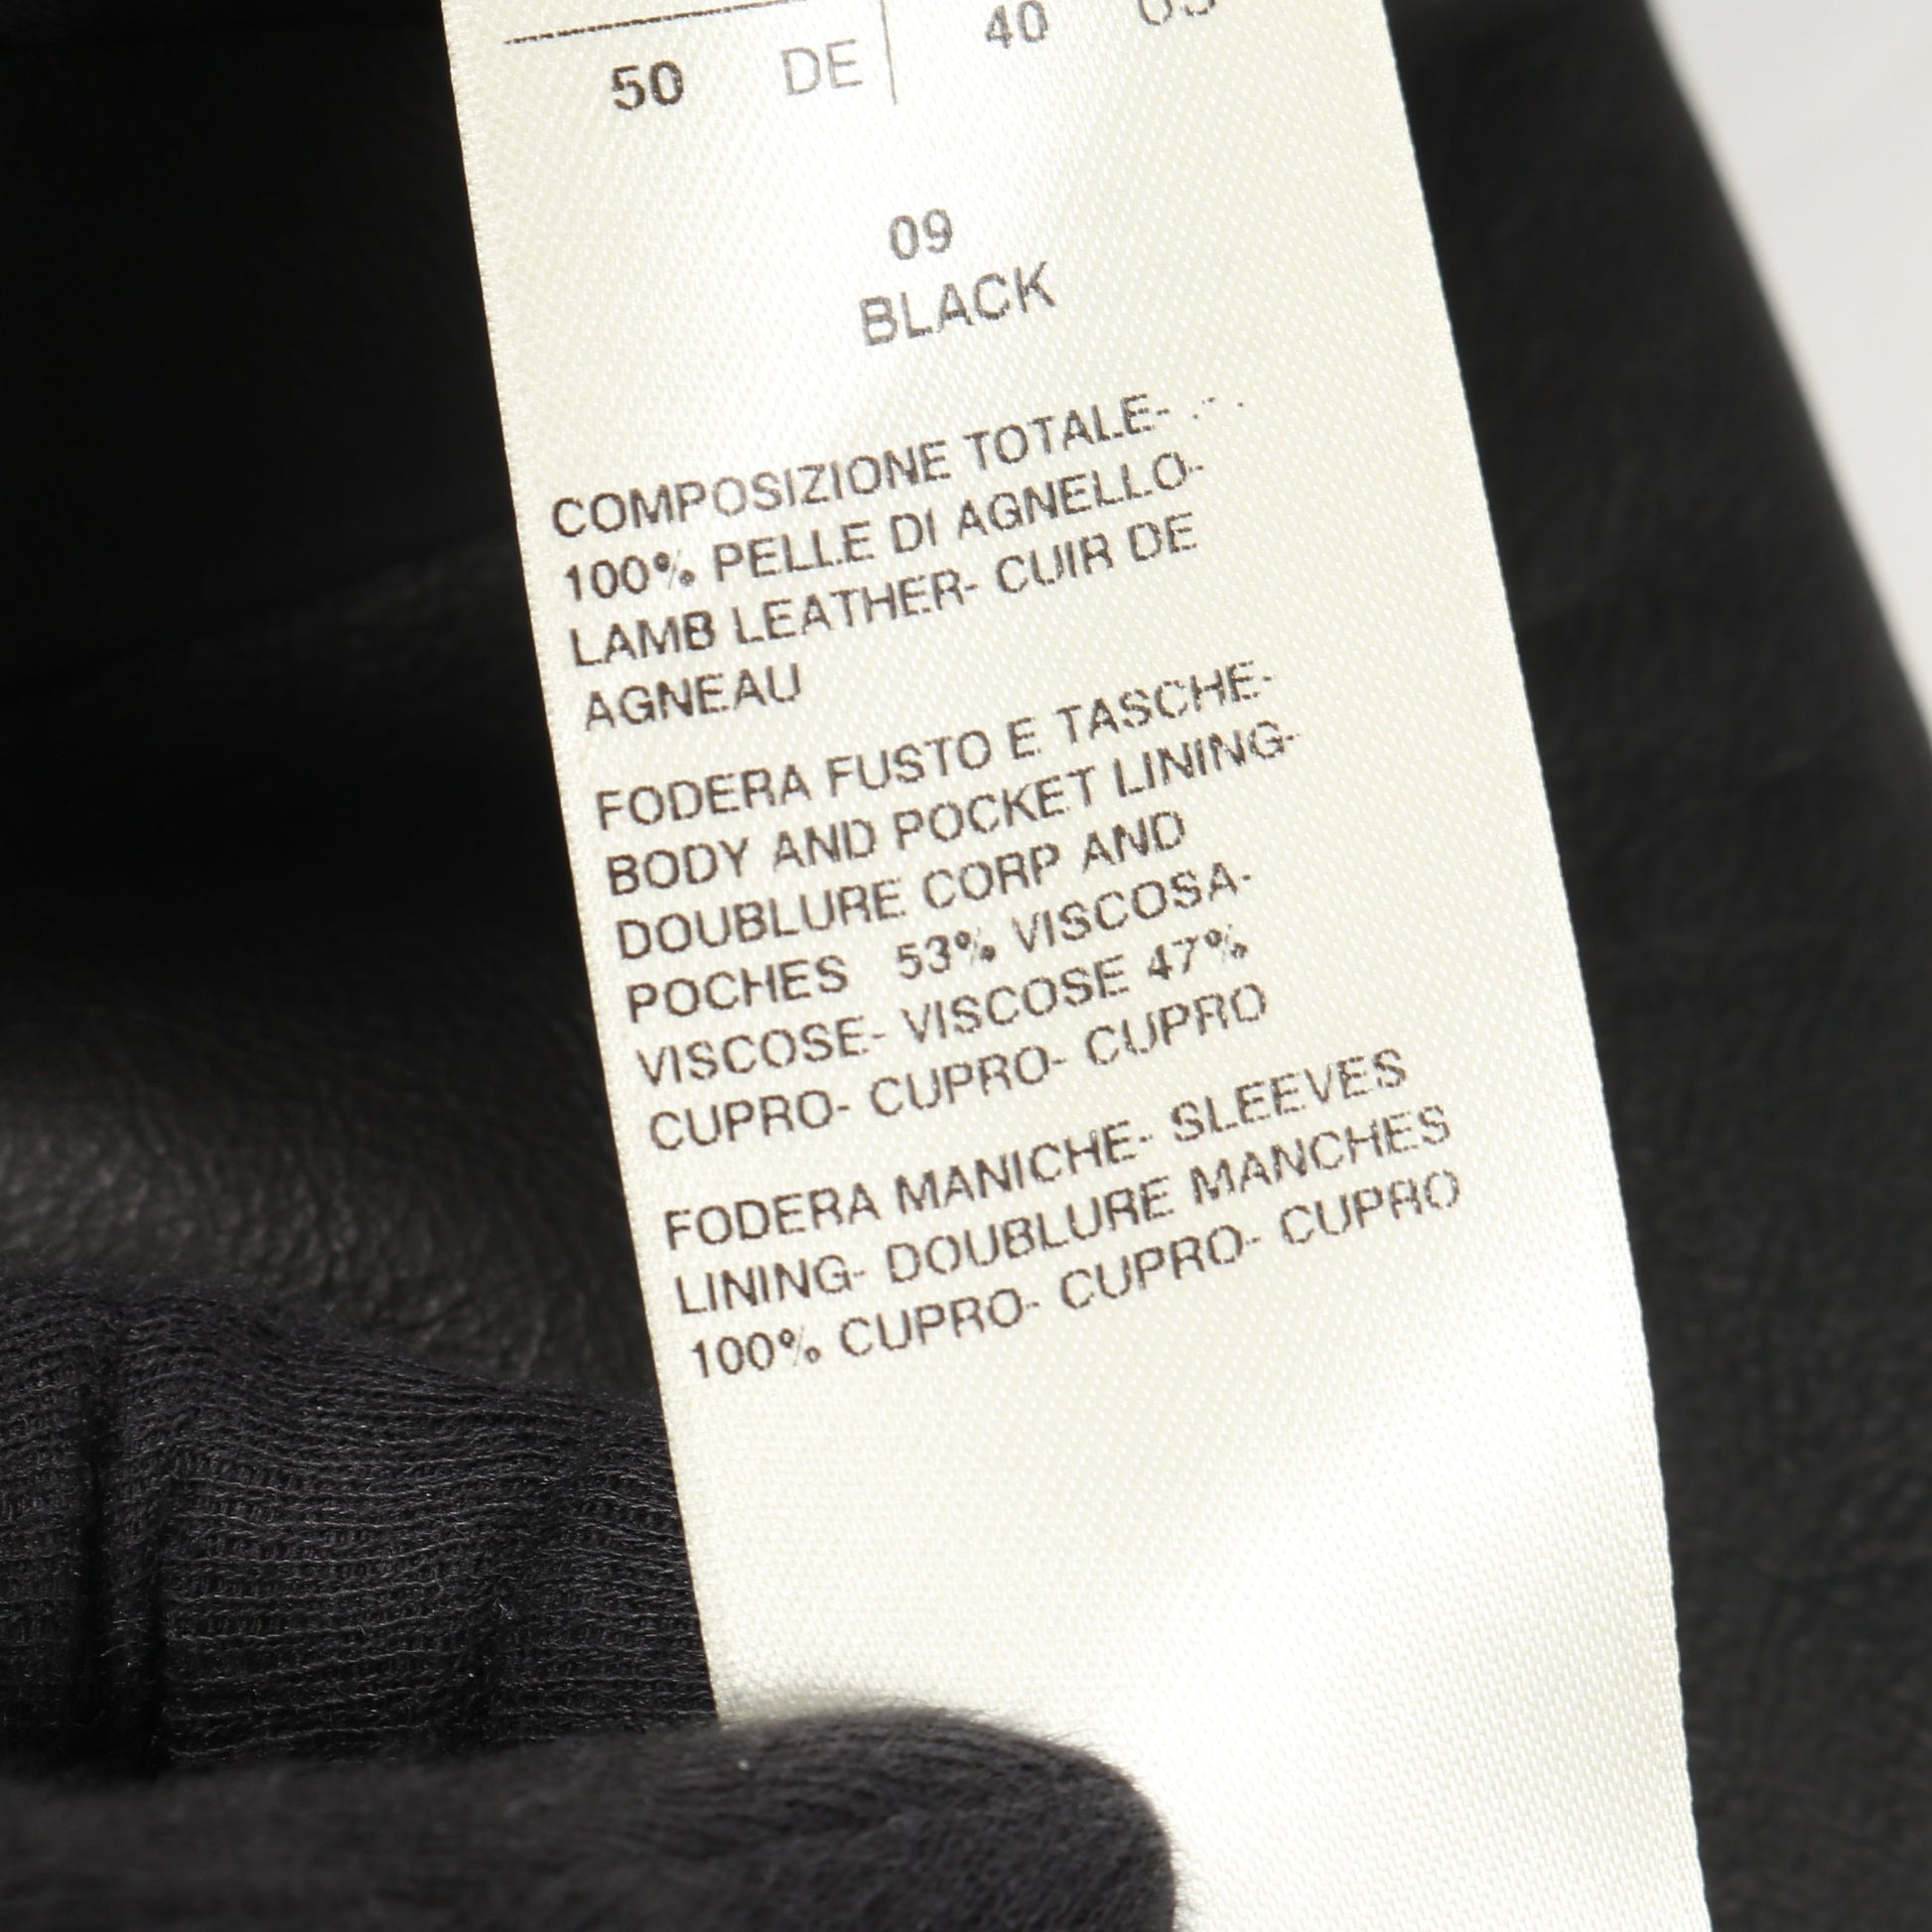 50 DE 40 US
09
BLACK
COMPOSIZIONE TOTALE-
100% PELLE DI AGNELLO-
LAMB LEATHER- CUIR DE
AGNEAU
FODERA FUSTO E TASCHE-
BODY AND POCKET LINING-
DOUBLURE CORP AND
POCHES 53% VISCOSA-
VISCOSE- VISCOSE 47%
CUPRO- CUPRO- CUPRO
FODERA MANICHE- SLEEVES
LINING- DOUBLURE MANCHES
100% CUPRO- CUPRO- CUPRO